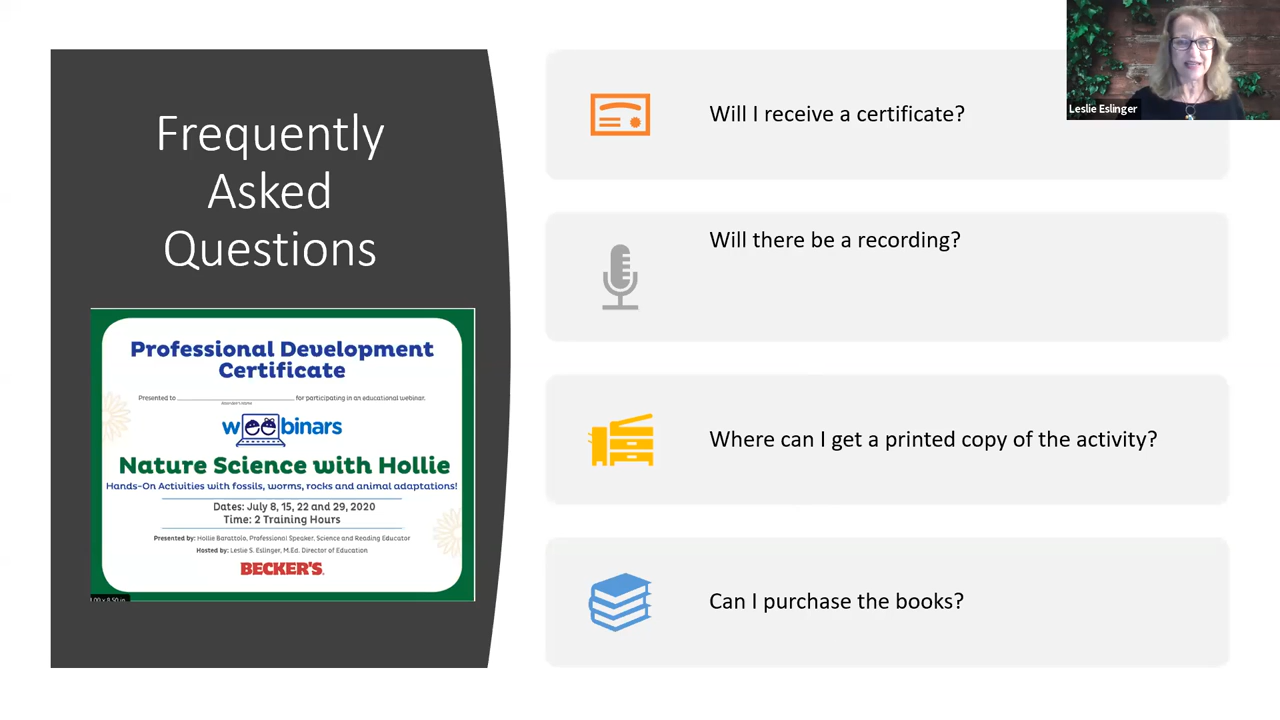 Frequently
Asked
Questions
Professional Development
Certificate
Presented to
for participating in an educational webinar.
webinars
Nature Science with Hollie
Hands-On Activities with fossils, worms, rocks and animal adaptations!
Dates: July 8, 15, 22 and 29, 2020
Time: 2 Training Hours
Presented by: Hollie Barattolo, Professional Speaker, Science and Reading Educator
Hosted by: Leslie S. Eslinger, M.Ed. Director of Education
BECKER'S
Will I receive a certificate?
Leslie Eslinger
Will there be a recording?
Where can I get a printed copy of the activity?
Can I purchase the books?